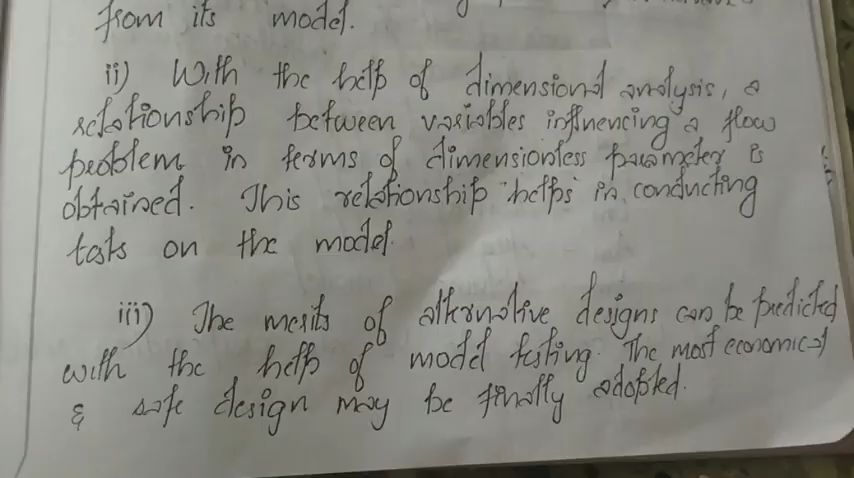 from its model.
ii) With the help of dimensional analysis, a
relationship between variables influencing a flow
problem in terms of dimensionless parameter is
obtained. This relationship helps in conducting
tests on the model.
iii) The merits of alternative designs can be predicted
with the help of model testing. The most economical
& safe design may be finally adopted.